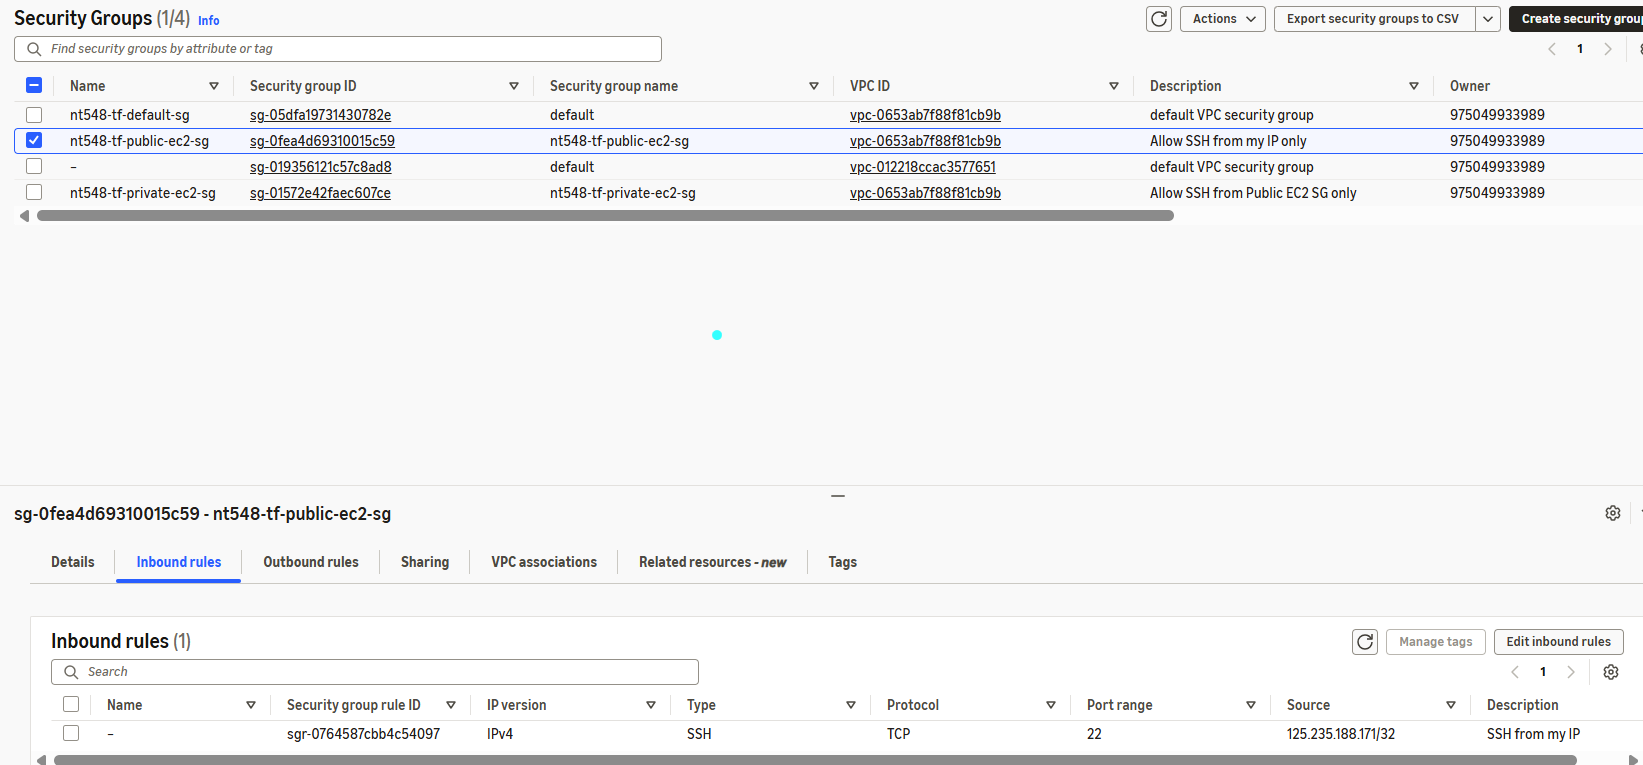 Security Groups (1/4) Info
Actions
Export security groups to CSV
Find security groups by attribute or tag
1
Name Security group ID Security group name VPC ID Description Owner
nt548-tf-default-sg sg-05dfa19731430782e default vpc-0653ab7f88f81cb9b default VPC security group 975049933989
nt548-tf-public-ec2-sg sg-0fea4d69310015c59 nt548-tf-public-ec2-sg vpc-0653ab7f88f81cb9b Allow SSH from my IP only 975049933989
– sg-019356121c57c8ad8 default vpc-012218ccac3577651 default VPC security group 975049933989
nt548-tf-private-ec2-sg sg-01572e42faec607ce nt548-tf-private-ec2-sg vpc-0653ab7f88f81cb9b Allow SSH from Public EC2 SG only 975049933989
sg-0fea4d69310015c59 - nt548-tf-public-ec2-sg
Details Inbound rules Outbound rules Sharing VPC associations Related resources - new Tags
Inbound rules (1)
Manage tags
Edit inbound rules
Search
1
Name Security group rule ID IP version Type Protocol Port range Source Description
– sgr-0764587cbb4c54097 IPv4 SSH TCP 22 125.235.188.171/32 SSH from my IP